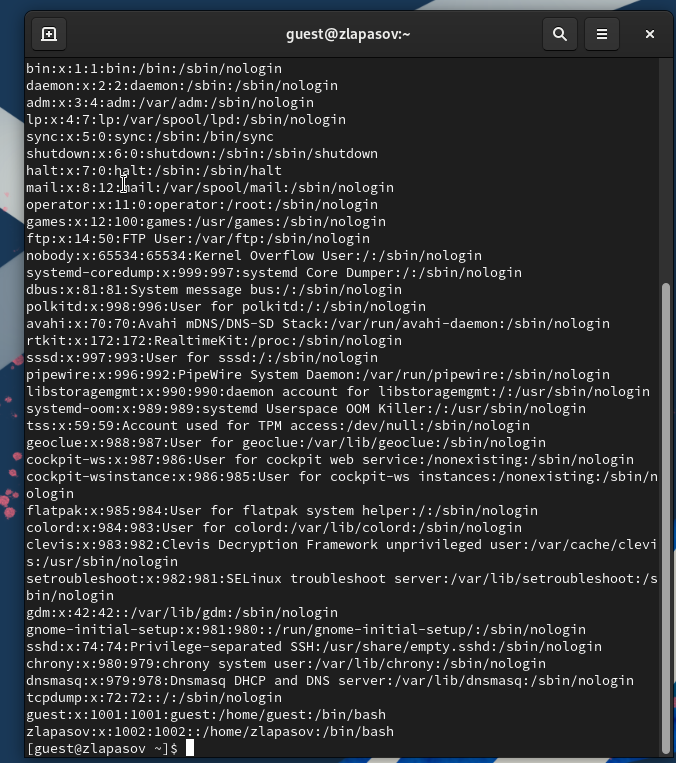 guest@zlapasov:~
bin:x:1:1:bin:/bin:/sbin/nologin
daemon:x:2:2:daemon:/sbin:/sbin/nologin
adm:x:3:4:adm:/var/adm:/sbin/nologin
lp:x:4:7:lp:/var/spool/lpd:/sbin/nologin
sync:x:5:0:sync:/sbin:/bin/sync
shutdown:x:6:0:shutdown:/sbin:/sbin/shutdown
halt:x:7:0:halt:/sbin:/sbin/halt
mail:x:8:12:mail:/var/spool/mail:/sbin/nologin
operator:x:11:0:operator:/root:/sbin/nologin
games:x:12:100:games:/usr/games:/sbin/nologin
ftp:x:14:50:FTP User:/var/ftp:/sbin/nologin
nobody:x:65534:65534:Kernel Overflow User:/:/sbin/nologin
systemd-coredump:x:999:997:systemd Core Dumper:/:/sbin/nologin
dbus:x:81:81:System message bus:/:/sbin/nologin
polkitd:x:998:996:User for polkitd:/:/sbin/nologin
avahi:x:70:70:Avahi mDNS/DNS-SD Stack:/var/run/avahi-daemon:/sbin/nologin
rtkit:x:172:172:RealtimeKit:/proc:/sbin/nologin
sssd:x:997:993:User for sssd:/:/sbin/nologin
pipewire:x:996:992:PipeWire System Daemon:/var/run/pipewire:/sbin/nologin
libstoragemgmt:x:990:990:daemon account for libstoragemgmt:/:/usr/sbin/nologin
systemd-oom:x:989:989:systemd Userspace OOM Killer:/:/usr/sbin/nologin
tss:x:59:59:Account used for TPM access:/dev/null:/sbin/nologin
geoclue:x:988:987:User for geoclue:/var/lib/geoclue:/sbin/nologin
cockpit-ws:x:987:986:User for cockpit web service:/nonexisting:/sbin/nologin
cockpit-wsinstance:x:986:985:User for cockpit-ws instances:/nonexisting:/sbin/n
ologin
flatpak:x:985:984:User for flatpak system helper:/:/sbin/nologin
colord:x:984:983:User for colord:/var/lib/colord:/sbin/nologin
clevis:x:983:982:Clevis Decryption Framework unprivileged user:/var/cache/clevi
s:/usr/sbin/nologin
setroubleshoot:x:982:981:SELinux troubleshoot server:/var/lib/setroubleshoot:/s
bin/nologin
gdm:x:42:42::/var/lib/gdm:/sbin/nologin
gnome-initial-setup:x:981:980::/run/gnome-initial-setup/:/sbin/nologin
sshd:x:74:74:Privilege-separated SSH:/usr/share/empty.sshd:/sbin/nologin
chrony:x:980:979:chrony system user:/var/lib/chrony:/sbin/nologin
dnsmasq:x:979:978:Dnsmasq DHCP and DNS server:/var/lib/dnsmasq:/sbin/nologin
tcpdump:x:72:72::/:/sbin/nologin
guest:x:1001:1001:guest:/home/guest:/bin/bash
zlapasov:x:1002:1002::/home/zlapasov:/bin/bash
[guest@zlapasov ~]$